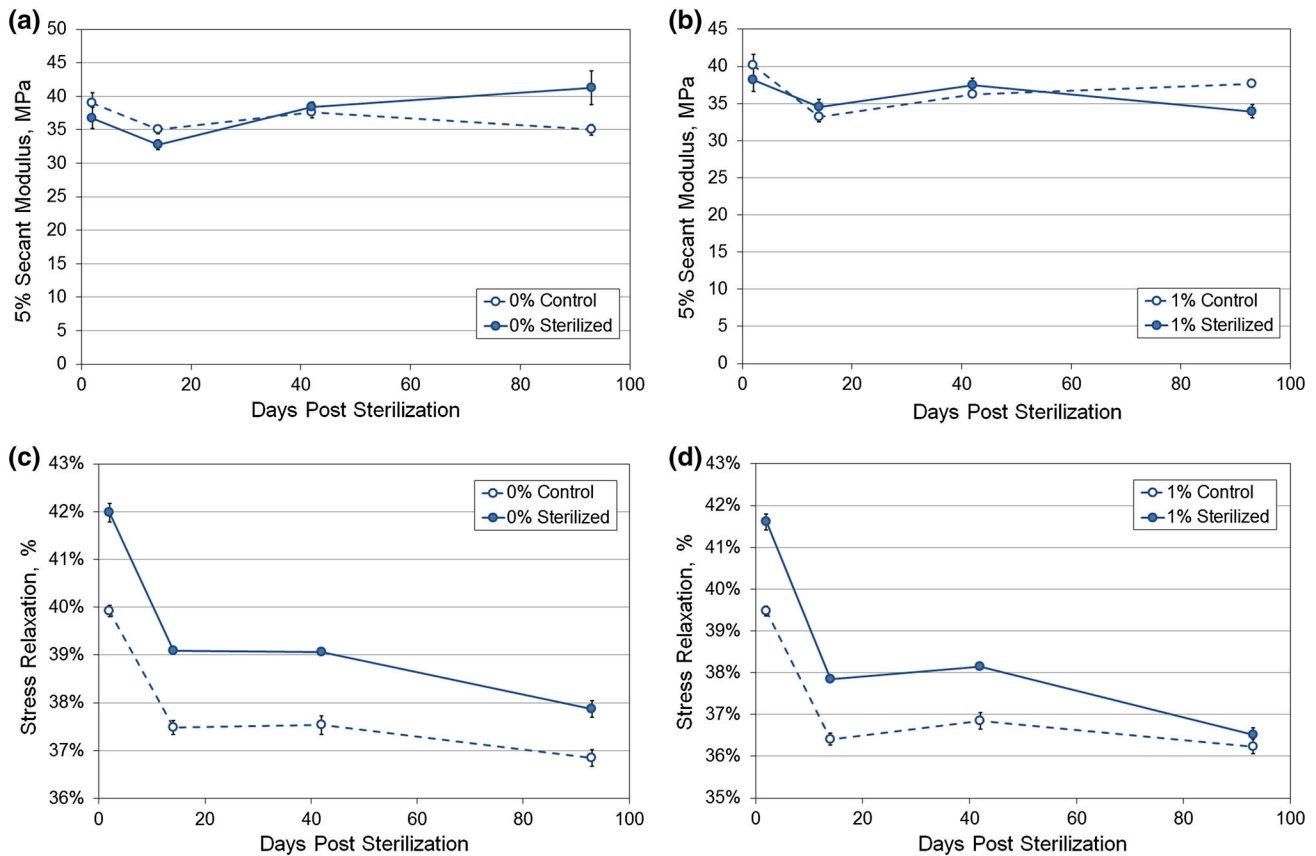 (a)
50
45
40
35
30
25
20
15
10
5
0
5% Secant Modulus, MPa
0% Control
0% Sterilized
0 20 40 60 80 100
Days Post Sterilization
(b)
45
40
35
30
25
20
15
10
5
0
5% Secant Modulus, MPa
1% Control
1% Sterilized
0 20 40 60 80 100
Days Post Sterilization
(c)
43%
42%
41%
40%
39%
38%
37%
36%
Stress Relaxation, %
0% Control
0% Sterilized
0 20 40 60 80 100
Days Post Sterilization
(d)
43%
42%
41%
40%
39%
38%
37%
36%
35%
Stress Relaxation, %
1% Control
1% Sterilized
0 20 40 60 80 100
Days Post Sterilization